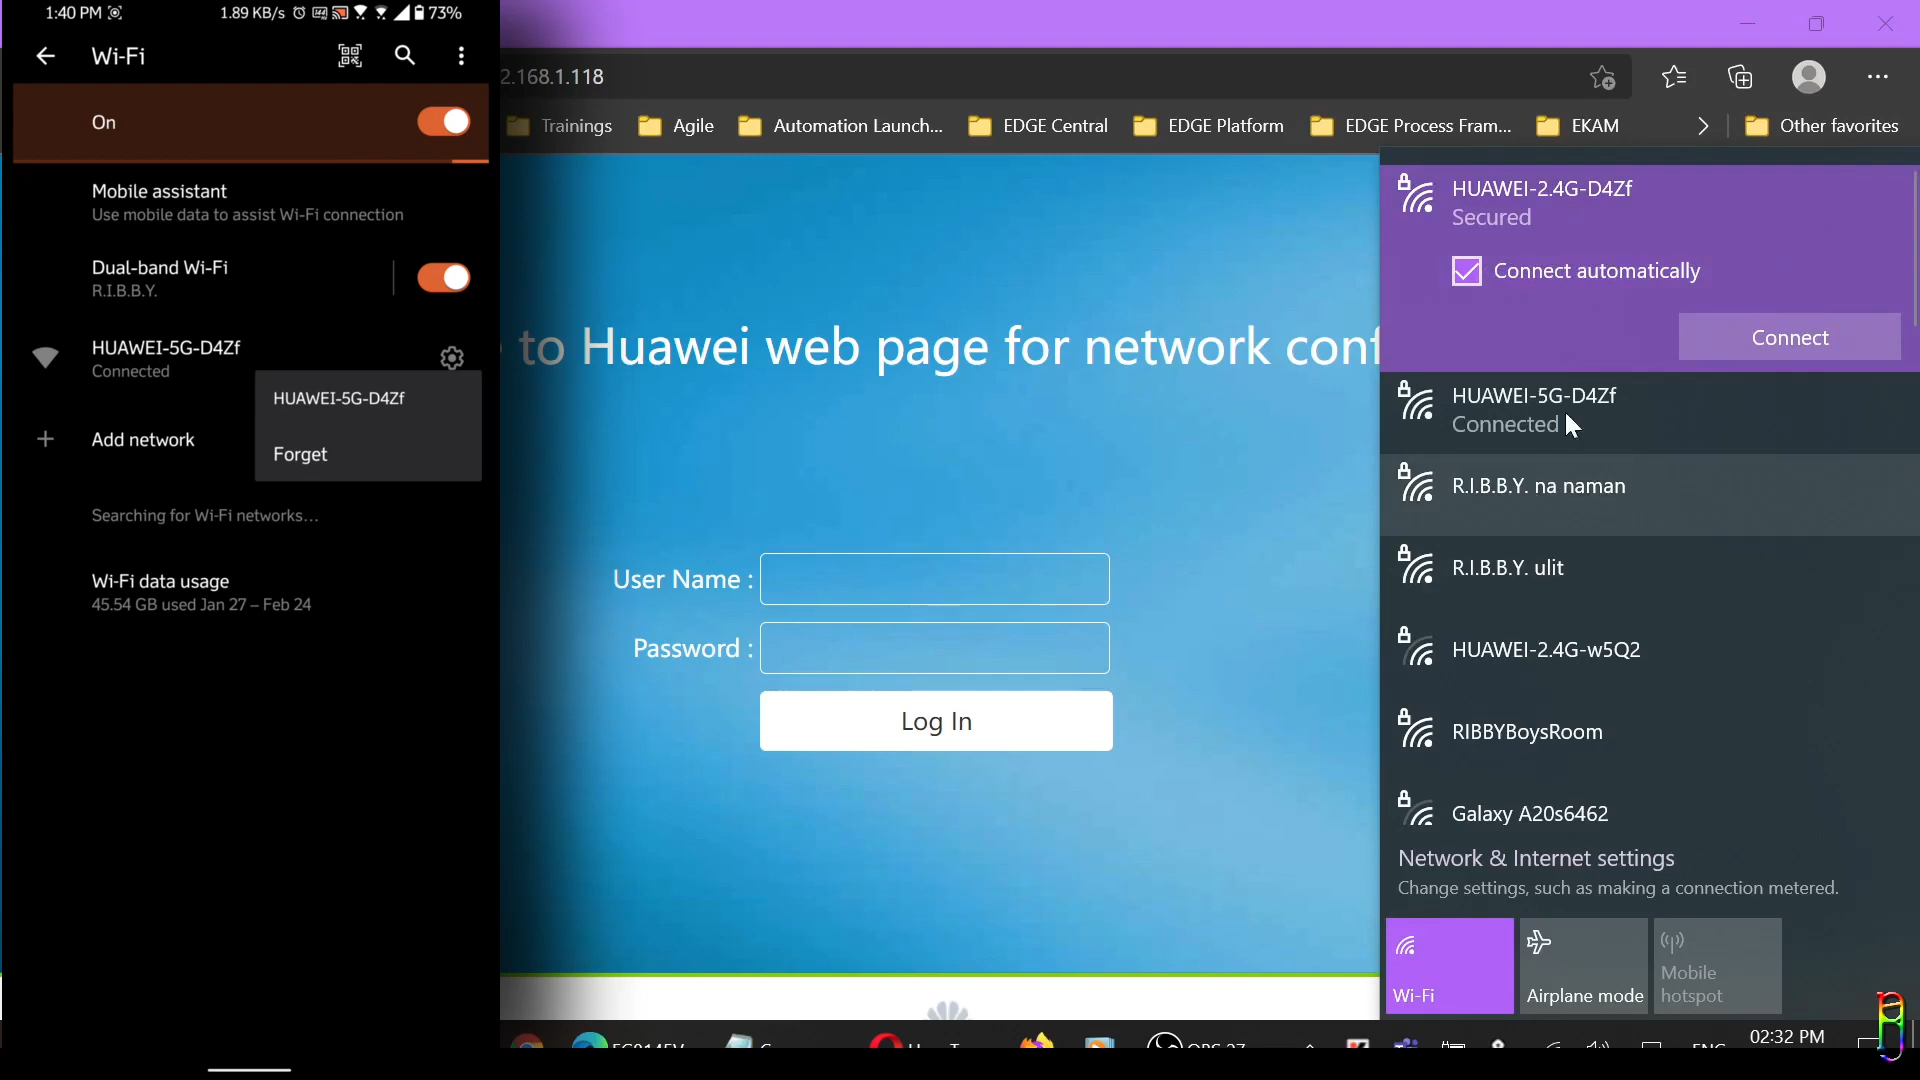 1:40 PM
1.89 KB/s
73%
Wi-Fi
On
Mobile assistant
Use mobile data to assist Wi-Fi connection
Dual-band Wi-Fi
R.I.B.B.Y.
HUAWEI-5G-D4Zf
Connected
HUAWEI-5G-D4Zf
Forget
Add network
Searching for Wi-Fi networks...
Wi-Fi data usage
45.54 GB used Jan 27 – Feb 24
2.168.1.118
Trainings
Agile
Automation Launch...
EDGE Central
EDGE Platform
EDGE Process Fram...
EKAM
Other favorites
to Huawei web page for network conf
User Name :
Password :
Log In
HUAWEI-2.4G-D4Zf
Secured
Connect automatically
Connect
HUAWEI-5G-D4Zf
Connected
R.I.B.B.Y. na naman
R.I.B.B.Y. ulit
HUAWEI-2.4G-w5Q2
RIBBYBoysRoom
Galaxy A20s6462
Network & Internet settings
Change settings, such as making a connection metered.
Wi-Fi
Airplane mode
Mobile
hotspot
02:32 PM